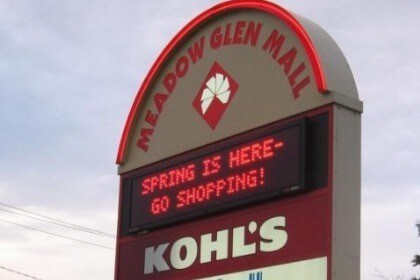 MEADOW GLEN MALL
SPRING IS HERE-
GO SHOPPING!
KOHL'S